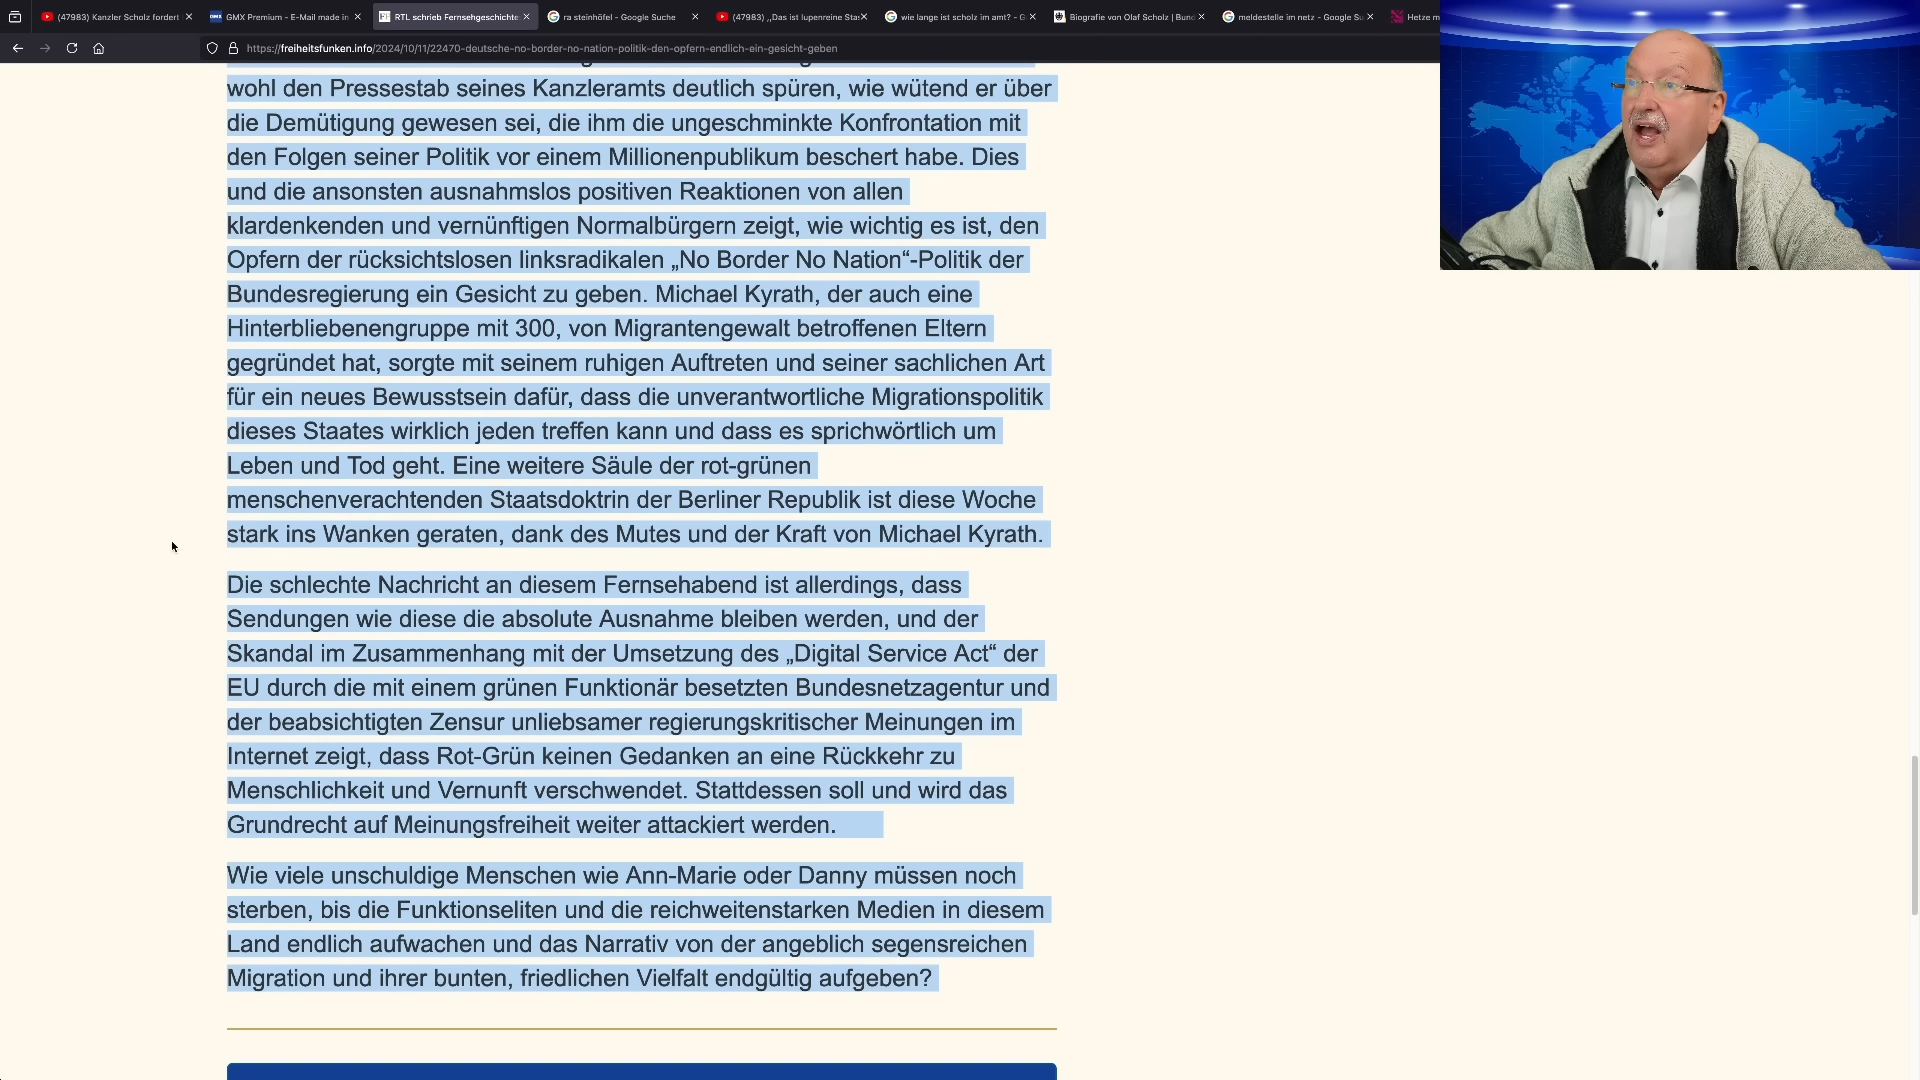 (47983) Kanzler Scholz fordert
GMX Premium - E-Mail made in
RTL schrieb Fernsehgeschichte
ra steinhöfel - Google Suche
(47983) „Das ist lupenreine Sta
wie lange ist scholz im amt? - G
Biografie von Olaf Scholz | Bun
meldestelle im netz - Google Su
Hetze m
https://freiheitsfunken.info/2024/10/11/22470-deutsche-no-border-no-nation-politik-den-opfern-endlich-ein-gesicht-geben
wohl den Pressestab seines Kanzleramts deutlich spüren, wie wütend er über
die Demütigung gewesen sei, die ihm die ungeschminkte Konfrontation mit
den Folgen seiner Politik vor einem Millionenpublikum beschert habe. Dies
und die ansonsten ausnahmslos positiven Reaktionen von allen
klardenkenden und vernünftigen Normalbürgern zeigt, wie wichtig es ist, den
Opfern der rücksichtslosen linksradikalen „No Border No Nation“-Politik der
Bundesregierung ein Gesicht zu geben. Michael Kyrath, der auch eine
Hinterbliebenengruppe mit 300, von Migrantengewalt betroffenen Eltern
gegründet hat, sorgte mit seinem ruhigen Auftreten und seiner sachlichen Art
für ein neues Bewusstsein dafür, dass die unverantwortliche Migrationspolitik
dieses Staates wirklich jeden treffen kann und dass es sprichwörtlich um
Leben und Tod geht. Eine weitere Säule der rot-grünen
menschenverachtenden Staatsdoktrin der Berliner Republik ist diese Woche
stark ins Wanken geraten, dank des Mutes und der Kraft von Michael Kyrath.
Die schlechte Nachricht an diesem Fernsehabend ist allerdings, dass
Sendungen wie diese die absolute Ausnahme bleiben werden, und der
Skandal im Zusammenhang mit der Umsetzung des „Digital Service Act“ der
EU durch die mit einem grünen Funktionär besetzten Bundesnetzagentur und
der beabsichtigten Zensur unliebsamer regierungskritischer Meinungen im
Internet zeigt, dass Rot-Grün keinen Gedanken an eine Rückkehr zu
Menschlichkeit und Vernunft verschwendet. Stattdessen soll und wird das
Grundrecht auf Meinungsfreiheit weiter attackiert werden.
Wie viele unschuldige Menschen wie Ann-Marie oder Danny müssen noch
sterben, bis die Funktionseliten und die reichweitenstarken Medien in diesem
Land endlich aufwachen und das Narrativ von der angeblich segensreichen
Migration und ihrer bunten, friedlichen Vielfalt endgültig aufgeben?